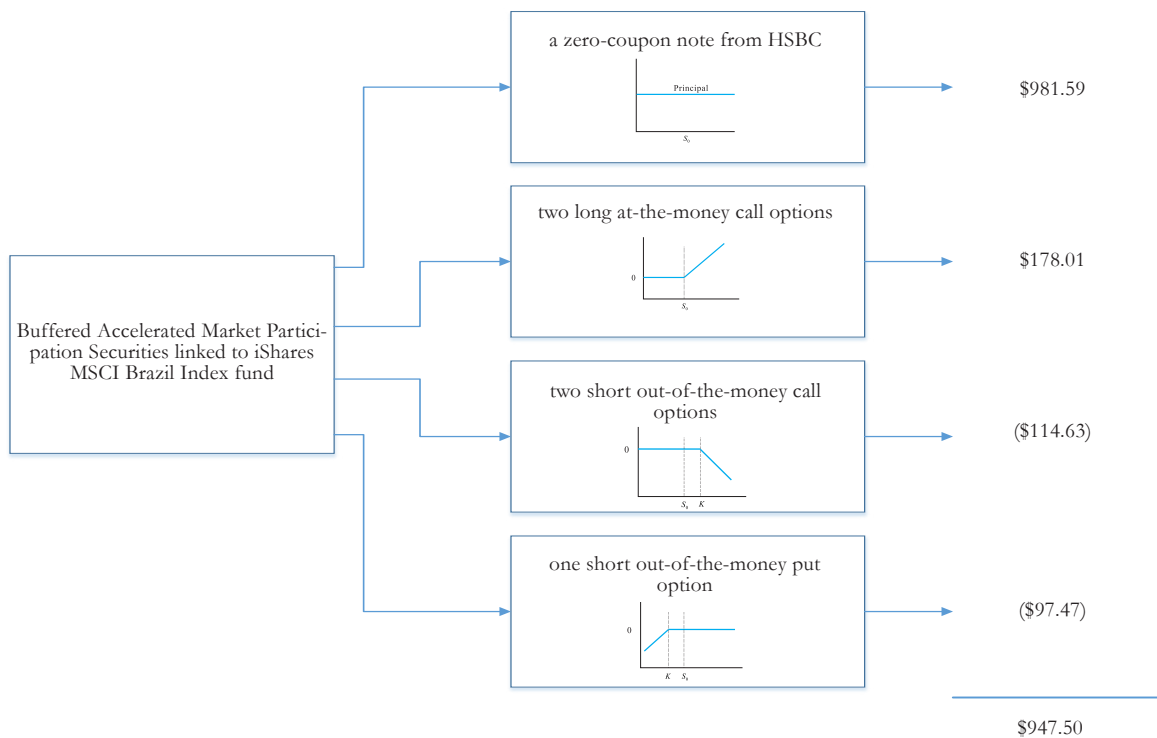 a zero-coupon note from HSBC
Principal
S₀
$981.59
two long at-the-money call options
0
S₀
$178.01
Buffered Accelerated Market Partici-
pation Securities linked to iShares
MSCI Brazil Index fund
two short out-of-the-money call
options
0
S₀ K
($114.63)
one short out-of-the-money put
option
0
K S₀
($97.47)
$947.50